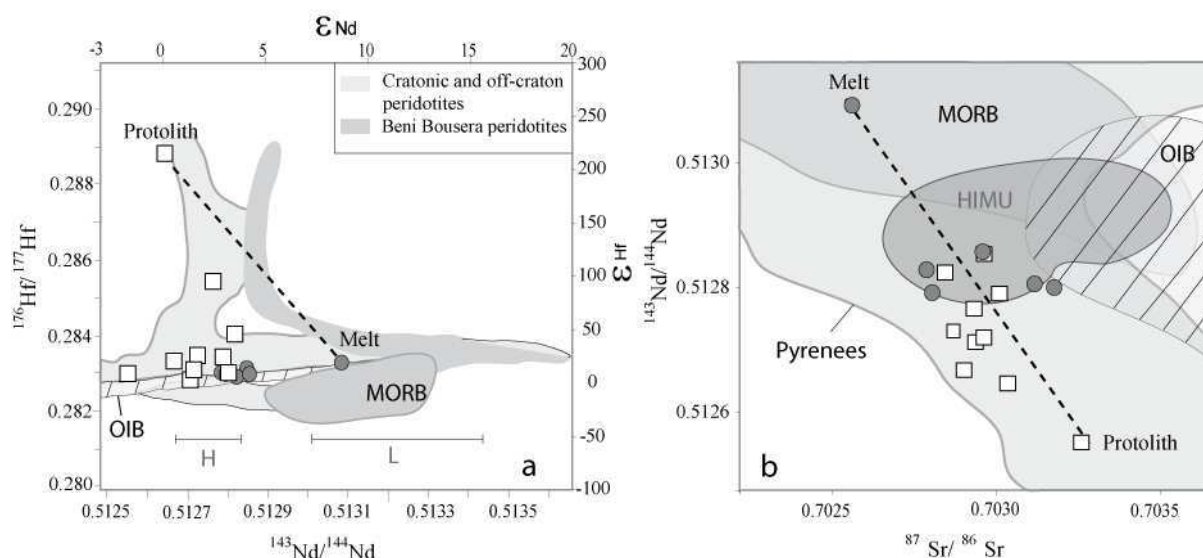 εNd
-3 0 5 10 15 20
Cratonic and off-craton
peridotites
Beni Bousera peridotites
Protolith
Melt
MORB
OIB
H
L
a
176Hf/ 177Hf
0.290
0.288
0.286
0.284
0.282
0.280
300
250
200
150
100
50
0
-50
-100
εHf
0.5125 0.5127 0.5129 0.5131 0.5133 0.5135
143Nd/144Nd
Melt
MORB
OIB
HIMU
Pyrenees
Protolith
b
143Nd/144Nd
0.5130
0.5128
0.5126
0.7025 0.7030 0.7035
87 Sr/ 86 Sr